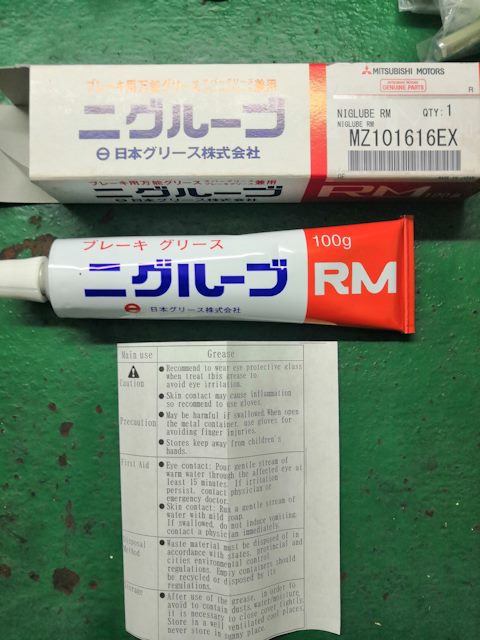 MITSUBISHI MOTORS
GENUINE PARTS
R
ブレーキ用万能グリース 兼用
ニグルーブ
日本グリース株式会社
NIGLUBE RM QTY: 1
NIGLUBE RM
MZ101616EX
ブレーキ用万能グリース 兼用
ニグルーブ
日本グリース株式会社
RM 100g
ブレーキ グリース
ニグルーブ
日本グリース株式会社
100g
RM
Main use Grease
Caution
● Recommend to wear eye protective glass
when treat this grease to
avoid eye irritation.
● Skin contact may cause inflammation
so recommend to use gloves.
Precaution
● May be harmful if swallowed. When open
the metal container, use gloves for
avoiding finger injuries.
● Stores keep away from children's
hands.
First Aid
● Eye contact: Pour gentle stream of
warm water through the affected eye at
least 15 minutes. If irritation
persist, contact physician or
emergency doctor.
● Skin contact: Run a gentle stream of
water with mild soap.
If swallowed, do not induce vomiting,
contact a physician immediately.
Disposal
Method
● Waste material must be disposed of in
accordance with states, provincial and
cities environmental control
regulations. Empty containers should
be recycled or disposed by its
regulations.
Storage
● After use of the grease, in order to
avoid to contain dusts, water/moisture,
it is necessary to close cover tightly.
Store in a well ventilated cool places,
never store in sunny place.